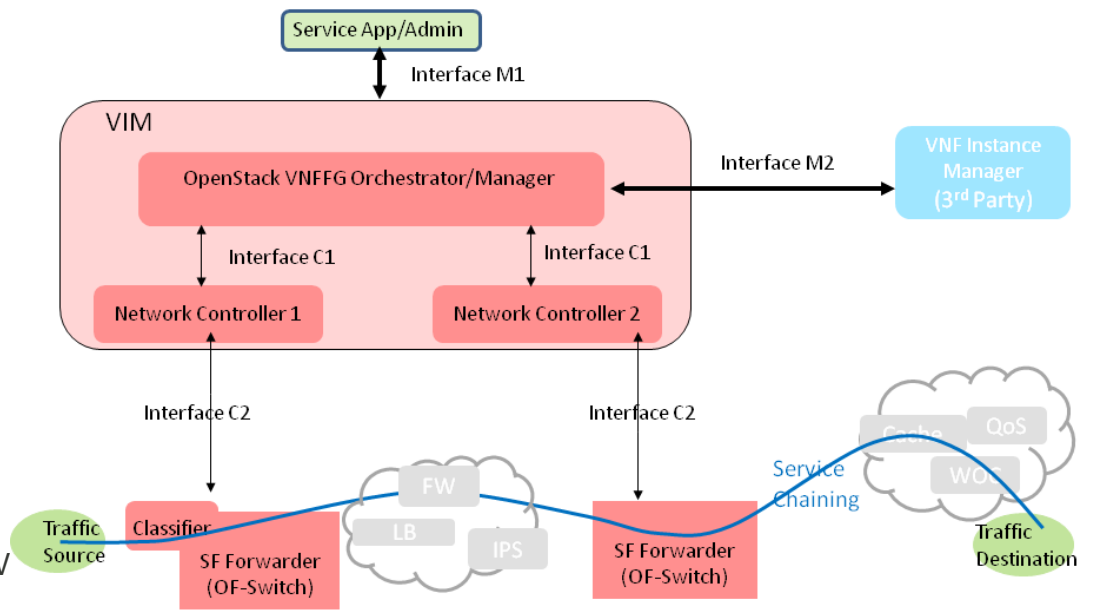 Service App/Admin
Interface M1
VIM
OpenStack VNFFG Orchestrator/Manager
Interface M2
VNF Instance
Manager
(3rd Party)
Interface C1
Interface C1
Network Controller 1
Network Controller 2
Interface C2
Interface C2
Cache
QoS
WOC
Service
Chaining
FW
LB
IPS
Traffic
Source
Classifier
SF Forwarder
(OF-Switch)
SF Forwarder
(OF-Switch)
Traffic
Destination